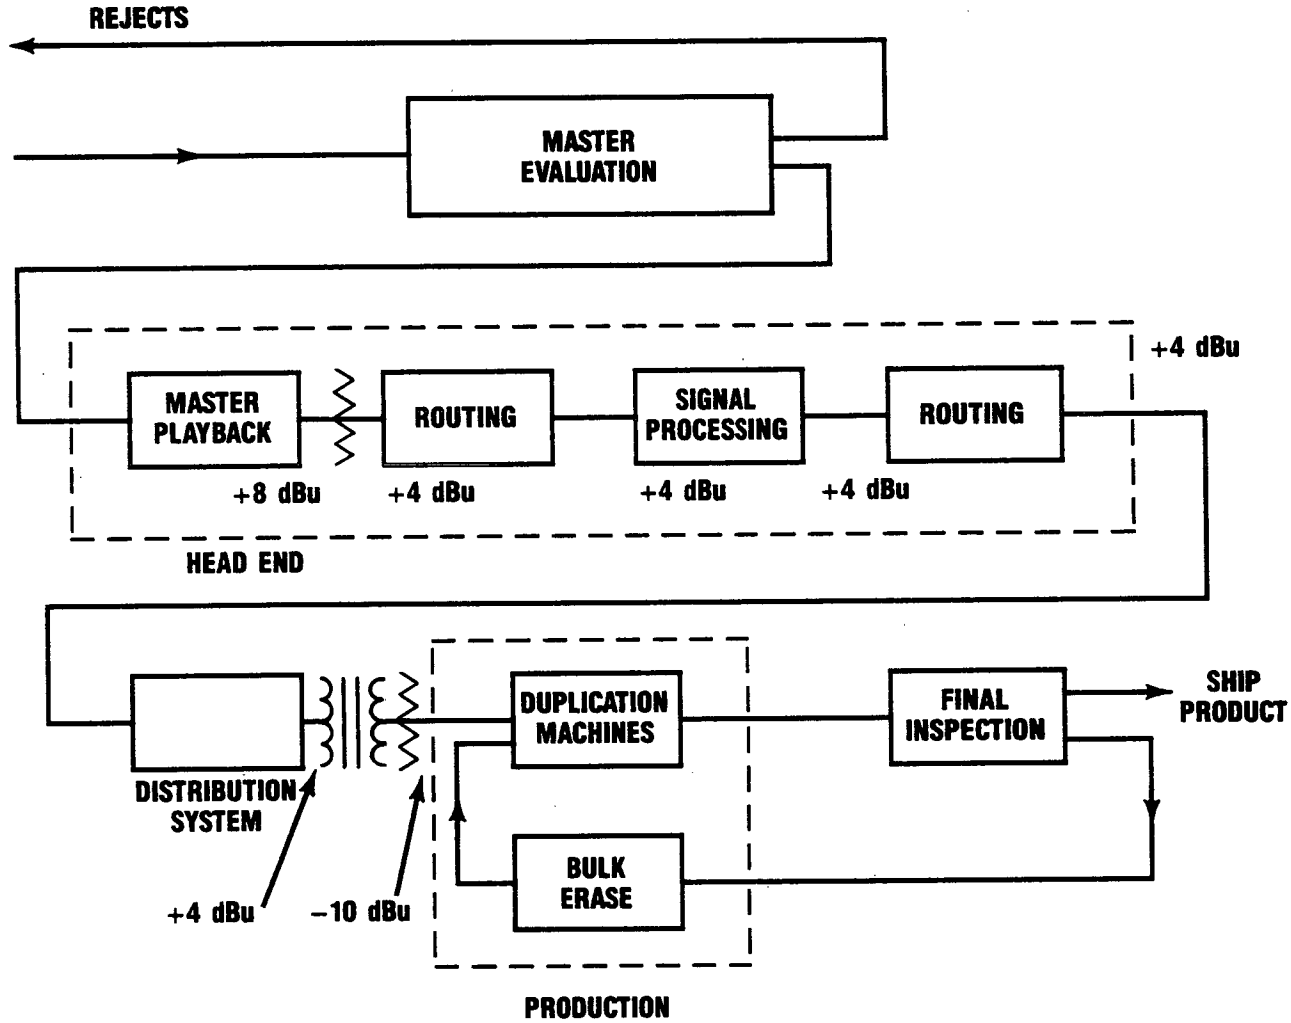 REJECTS
MASTER
EVALUATION
+4 dBu
MASTER
PLAYBACK
ROUTING
SIGNAL
PROCESSING
ROUTING
+8 dBu
+4 dBu
+4 dBu
+4 dBu
HEAD END
DUPLICATION
MACHINES
FINAL
INSPECTION
SHIP
PRODUCT
DISTRIBUTION
SYSTEM
BULK
ERASE
+4 dBu
−10 dBu
PRODUCTION